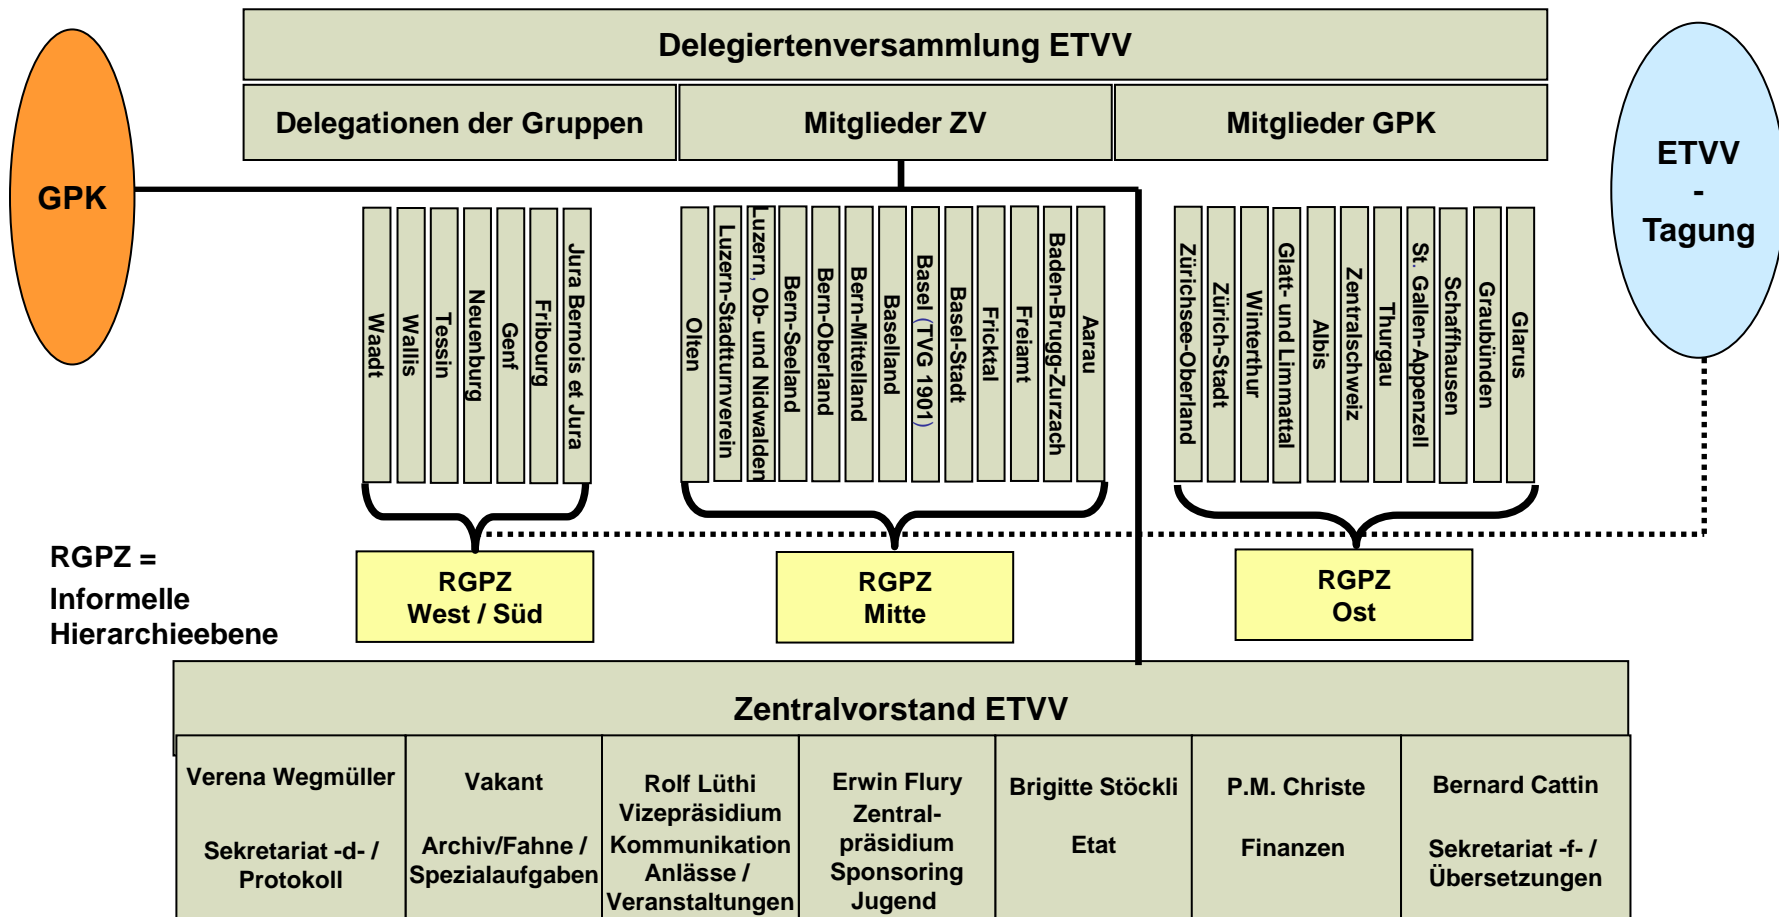 Delegiertenversammlung ETVV
Delegationen der Gruppen
Mitglieder ZV
Mitglieder GPK
GPK
ETVV
-
Tagung
Waadt
Wallis
Tessin
Neuenburg
Genf
Fribourg
Jura Bernois et Jura
Olten
Luzern-Stadtturnverein
Luzern, Ob- und Nidwalden
Bern-Seeland
Bern-Oberland
Bern-Mittelland
Baselland
Basel (TVG 1901)
Basel-Stadt
Fricktal
Freiamt
Baden-Brugg-Zurzach
Aarau
Zürichsee-Oberland
Zürich-Stadt
Winterthur
Glatt- und Limmattal
Albis
Zentralschweiz
Thurgau
St. Gallen-Appenzell
Schaffhausen
Graubünden
Glarus
RGPZ =
Informelle
Hierarchieebene
RGPZ
West / Süd
RGPZ
Mitte
RGPZ
Ost
Zentralvorstand ETVV
Verena Wegmüller
Sekretariat -d- /
Protokoll
Vakant
Archiv/Fahne /
Spezialaufgaben
Rolf Lüthi
Vizepräsidium
Kommunikation
Anlässe /
Veranstaltungen
Erwin Flury
Zentral-
präsidium
Sponsoring
Jugend
Brigitte Stöckli
Etat
P.M. Christe
Finanzen
Bernard Cattin
Sekretariat -f- /
Übersetzungen